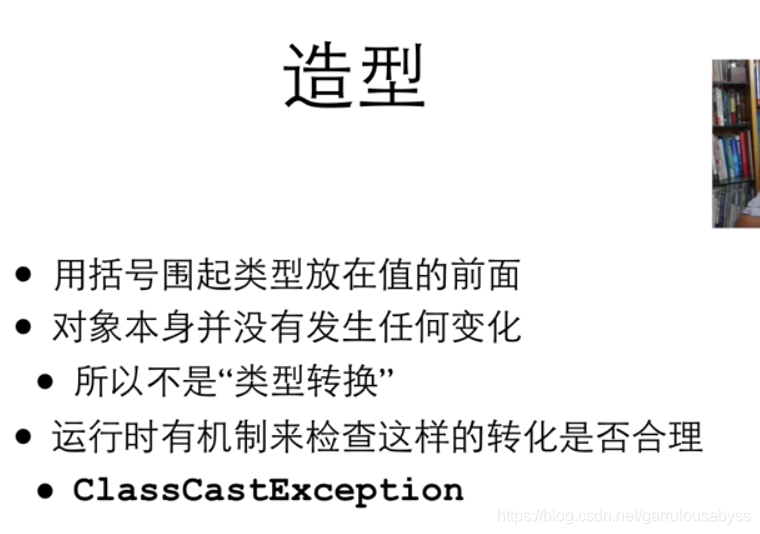 造型
用括号围起类型放在值的前面
对象本身并没有发生任何变化
所以不是“类型转换”
运行时有机制来检查这样的转化是否合理
ClassCastException
https://blog.csdn.net/garrulousabyss